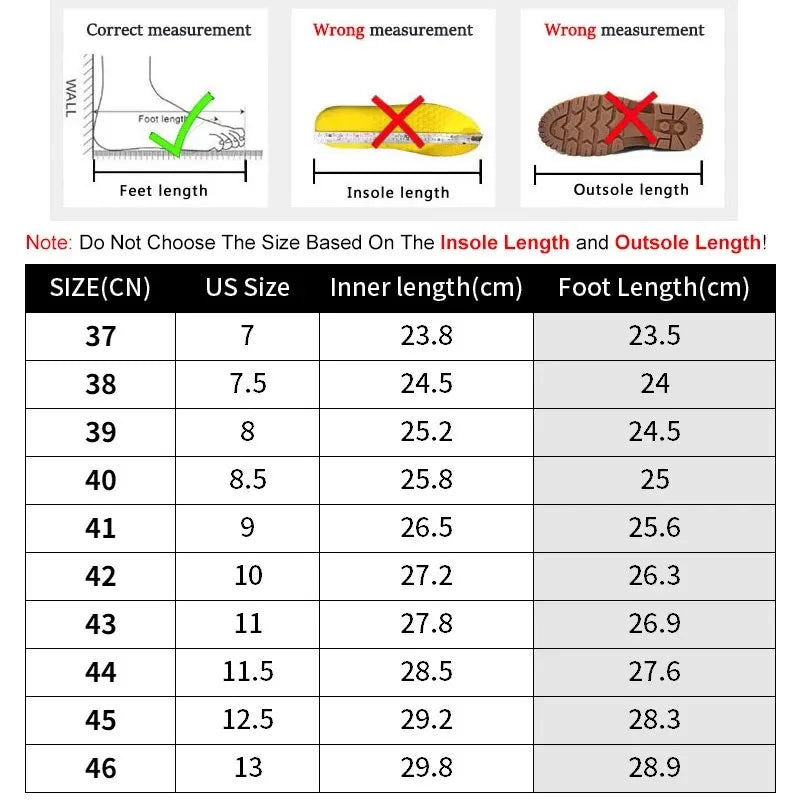 Correct measurement
Wrong measurement
Wrong measurement
WALL
Foot length
Feet length
Insole length
Outsole length
Note: Do Not Choose The Size Based On The Insole Length and Outsole Length!
SIZE(CN) US Size Inner length(cm) Foot Length(cm)
37 7 23.8 23.5
38 7.5 24.5 24
39 8 25.2 24.5
40 8.5 25.8 25
41 9 26.5 25.6
42 10 27.2 26.3
43 11 27.8 26.9
44 11.5 28.5 27.6
45 12.5 29.2 28.3
46 13 29.8 28.9